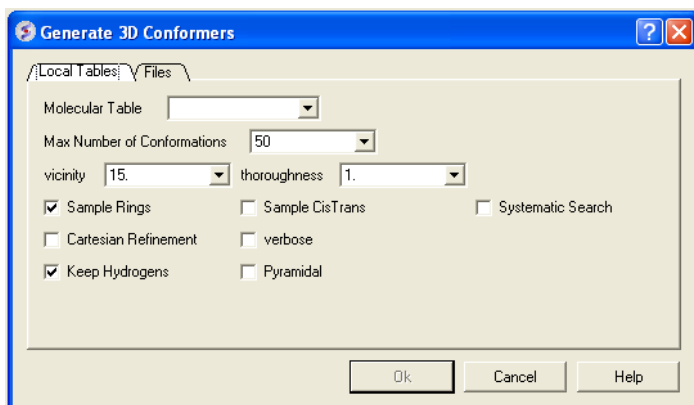 Generate 3D Conformers
Local Tables Files
Molecular Table
Max Number of Conformations 50
vicinity 15. thoroughness 1.
Sample Rings Sample CisTrans Systematic Search
Cartesian Refinement verbose
Keep Hydrogens Pyramidal
Ok Cancel Help